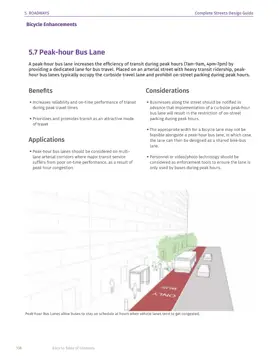 5. ROADWAYS
Complete Streets Design Guide
Bicycle Enhancements
5.7 Peak-hour Bus Lane
A peak-hour bus lane increases the efficiency of transit during peak hours (7am-9am, 4pm-7pm) by
providing a dedicated lane for bus travel. Placed on an arterial street with heavy transit ridership, peak-
hour bus lanes typically occupy the curbside travel lane and prohibit on-street parking during peak hours.
Benefits
• Increases reliability and on-time performance of transit
during peak travel times
• Prioritizes and promotes transit as an attractive mode
of travel
Applications
• Peak-hour bus lanes should be considered on multi-
lane arterial corridors where major transit service
suffers from poor on-time performance, as a result of
peak hour congestion.
Considerations
• Businesses along the street should be notified in
advance that implementation of a curbside peak-hour
bus lane will result in the restriction of on-street
parking during peak hours.
• The appropriate width for a bicycle lane may not be
feasible alongside a peak-hour bus lane, in which case,
the lane can then be designed as a shared bike-bus
lane.
• Personnel or video/photo technology should be
considered as enforcement tools to ensure the lane is
only used by buses during peak hours.
ONLY
Peak-hour Bus Lanes allow buses to stay on schedule at hours when vehicle lanes tend to get congested.
Back to Table of Contents